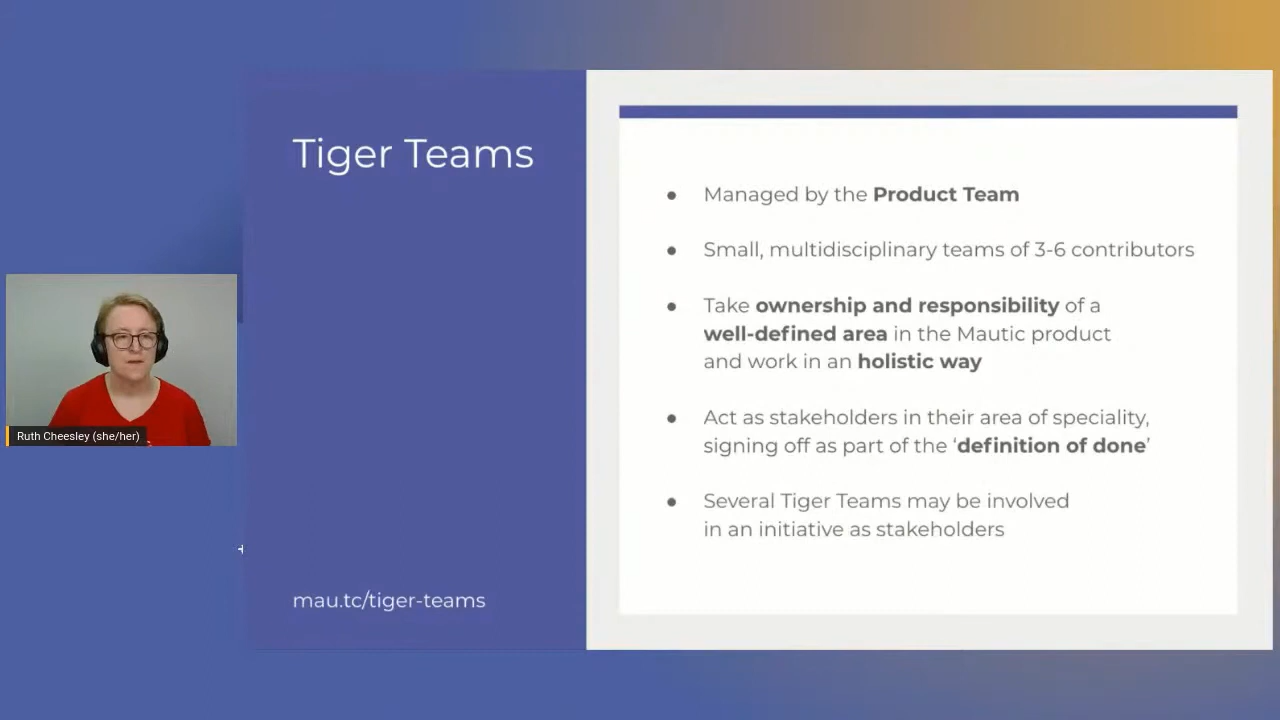 Tiger Teams
Managed by the Product Team
Small, multidisciplinary teams of 3-6 contributors
Take ownership and responsibility of a
well-defined area in the Mautic product
and work in an holistic way
Act as stakeholders in their area of speciality,
signing off as part of the ‘definition of done’
Several Tiger Teams may be involved
in an initiative as stakeholders
mau.tc/tiger-teams
Ruth Cheesley (she/her)